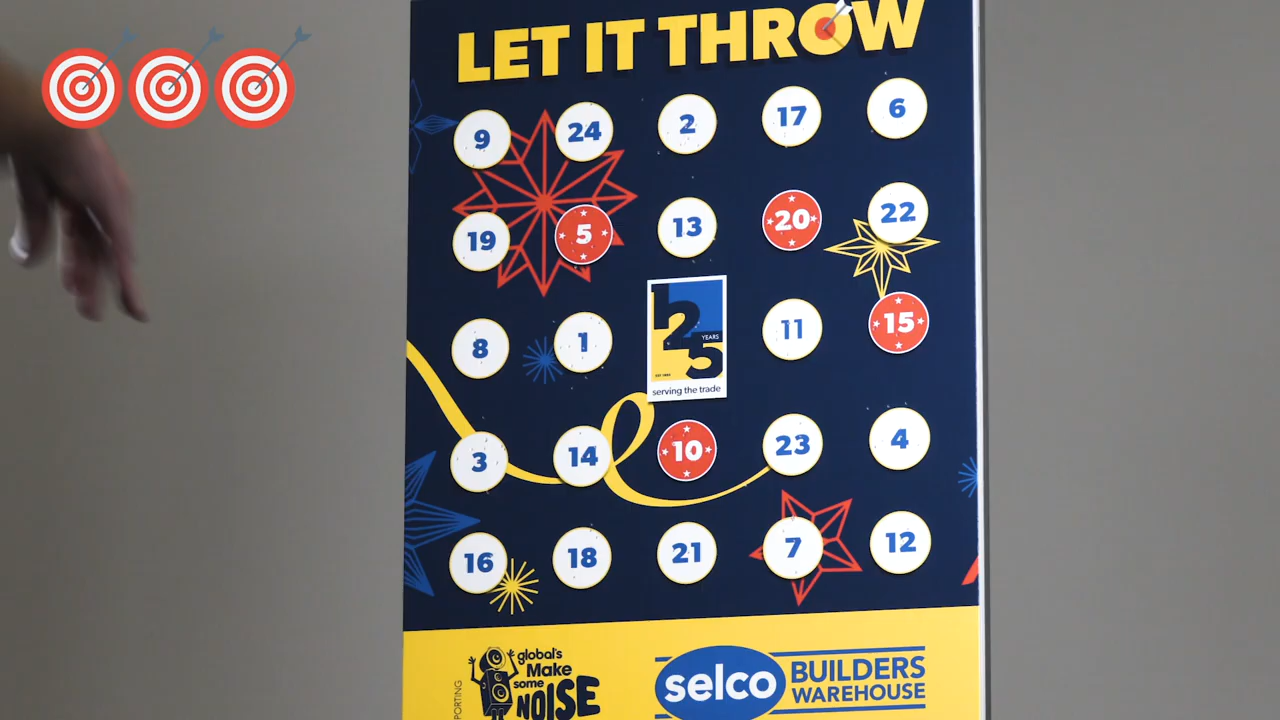 LET IT THROW
9 24 2 17 6
19 5 13 20 22
8 1 11 15
125
YEARS
serving the trade
3 14 10 23 4
16 18 21 7 12
PORTING
global's
Make
some
NOISE
selco
BUILDERS
WAREHOUSE